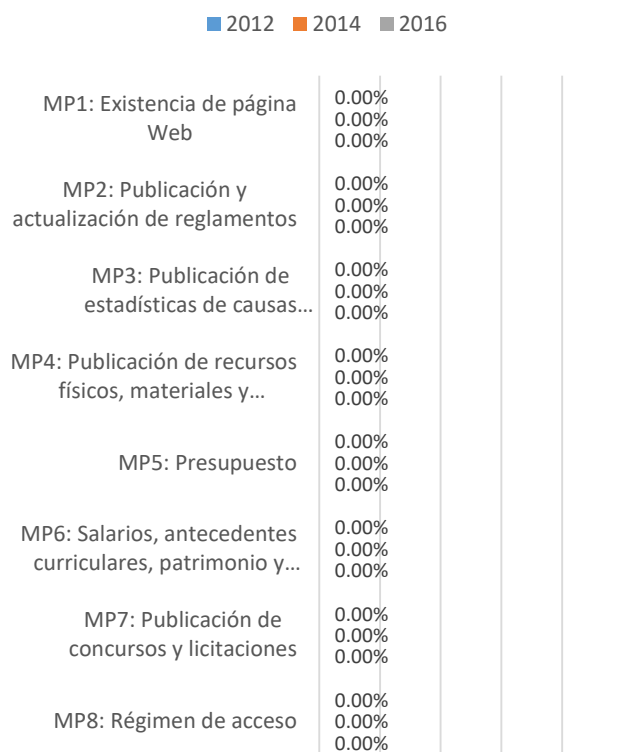 2012 2014 2016
MP1: Existencia de página
Web
0.00%
0.00%
0.00%
MP2: Publicación y
actualización de reglamentos
0.00%
0.00%
0.00%
MP3: Publicación de
estadísticas de causas...
0.00%
0.00%
0.00%
MP4: Publicación de recursos
físicos, materiales y...
0.00%
0.00%
0.00%
MP5: Presupuesto
0.00%
0.00%
0.00%
MP6: Salarios, antecedentes
curriculares, patrimonio y...
0.00%
0.00%
0.00%
MP7: Publicación de
concursos y licitaciones
0.00%
0.00%
0.00%
MP8: Régimen de acceso
0.00%
0.00%
0.00%